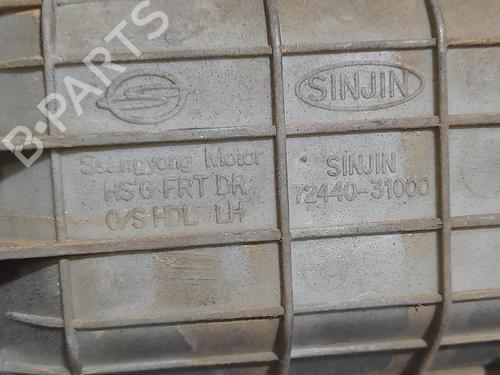 B-PARTS
SINJIN
Ssangyong Motor
HS'G FRT DR
O/S HDL LH
SINJIN
72440-31000